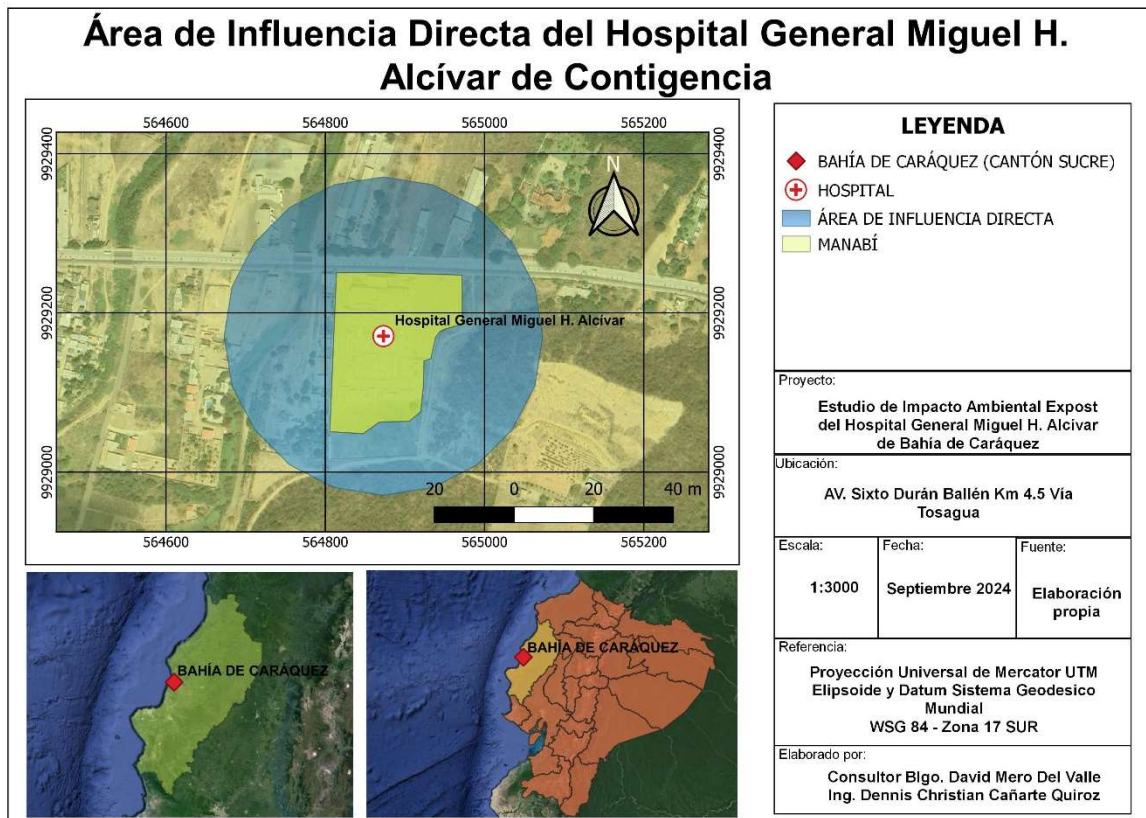 Área de Influencia Directa del Hospital General Miguel H.
Alcívar de Contigencia
564600 564800 565000 565200
9929400
9929200
9929000
N
Hospital General Miguel H. Alcívar
20 0 20 40 m
9929400
9929200
9929000
564600 564800 565000 565200
BAHÍA DE CARÁQUEZ
BAHÍA DE CARÁQUEZ
LEYENDA
BAHÍA DE CARÁQUEZ (CANTÓN SUCRE)
HOSPITAL
ÁREA DE INFLUENCIA DIRECTA
MANABÍ
Proyecto:
Estudio de Impacto Ambiental Expost
del Hospital General Miguel H. Alcívar
de Bahía de Caráquez
Ubicación:
AV. Sixto Durán Ballén Km 4.5 Vía
Tosagua
Escala:
1:3000
Fecha:
Septiembre 2024
Fuente:
Elaboración
propia
Referencia:
Proyección Universal de Mercator UTM
Elipsoide y Datum Sistema Geodesico
Mundial
WSG 84 - Zona 17 SUR
Elaborado por:
Consultor Blgo. David Mero Del Valle
Ing. Dennis Christian Cañarte Quiroz